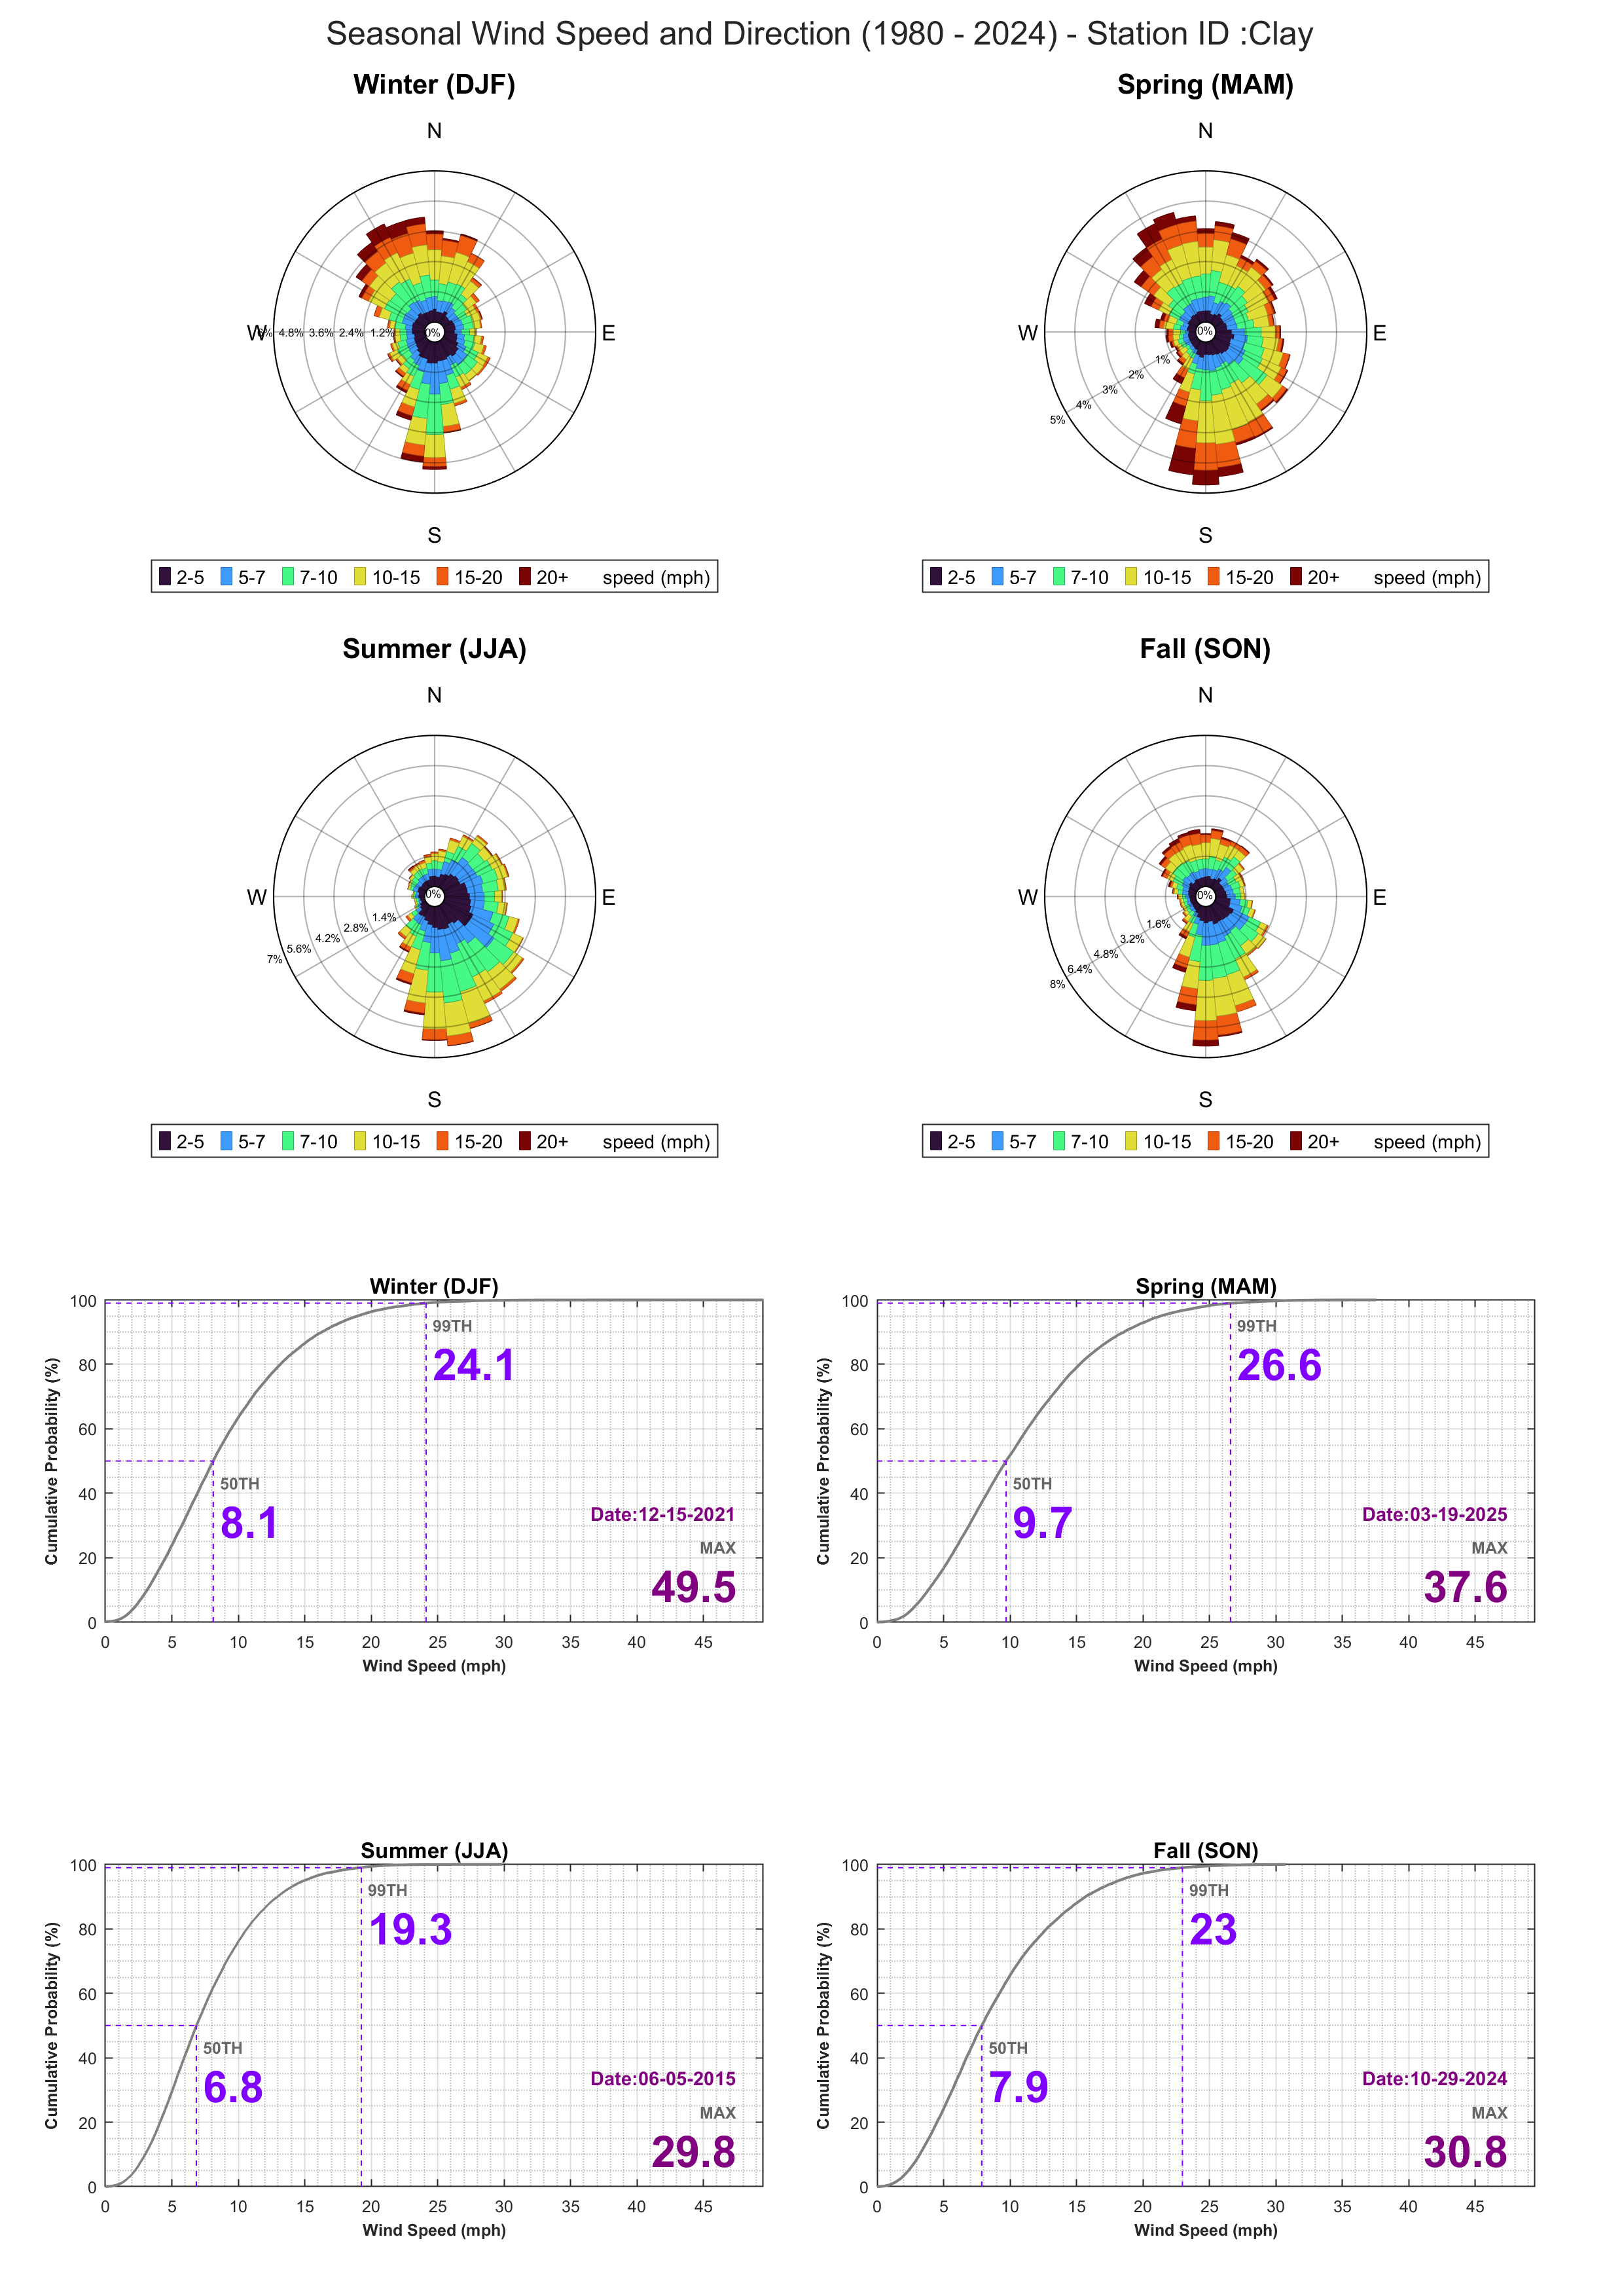 Seasonal Wind Speed and Direction (1980 - 2024) - Station ID :Clay
Winter (DJF)
N
W
6%
4.8%
3.6%
2.4%
1.2%
0%
E
S
2-5 5-7 7-10 10-15 15-20 20+ speed (mph)
Spring (MAM)
N
W
0%
1%
2%
3%
4%
5%
E
S
2-5 5-7 7-10 10-15 15-20 20+ speed (mph)
Summer (JJA)
N
W
0%
1.4%
2.8%
4.2%
5.6%
7%
E
S
2-5 5-7 7-10 10-15 15-20 20+ speed (mph)
Fall (SON)
N
W
0%
1.6%
3.2%
4.8%
6.4%
8%
E
S
2-5 5-7 7-10 10-15 15-20 20+ speed (mph)
Winter (DJF)
Cumulative Probability (%)
100
80
60
40
20
0
99TH
24.1
50TH
8.1
Date:12-15-2021
MAX
49.5
0 5 10 15 20 25 30 35 40 45
Wind Speed (mph)
Spring (MAM)
Cumulative Probability (%)
100
80
60
40
20
0
99TH
26.6
50TH
9.7
Date:03-19-2025
MAX
37.6
0 5 10 15 20 25 30 35 40 45
Wind Speed (mph)
Summer (JJA)
Cumulative Probability (%)
100
80
60
40
20
0
99TH
19.3
50TH
6.8
Date:06-05-2015
MAX
29.8
0 5 10 15 20 25 30 35 40 45
Wind Speed (mph)
Fall (SON)
Cumulative Probability (%)
100
80
60
40
20
0
99TH
23
50TH
7.9
Date:10-29-2024
MAX
30.8
0 5 10 15 20 25 30 35 40 45
Wind Speed (mph)